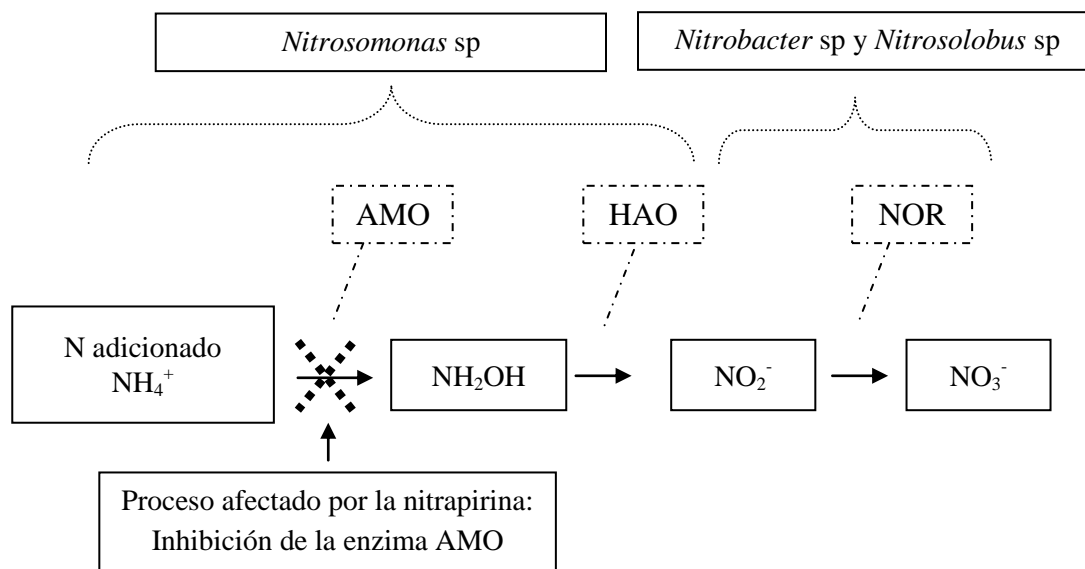 Nitrosomonas sp
Nitrobacter sp y Nitrosolobus sp
AMO
HAO
NOR
N adicionado
NH₄⁺
NH₂OH
NO₂⁻
NO₃⁻
Proceso afectado por la nitrapirina:
Inhibición de la enzima AMO